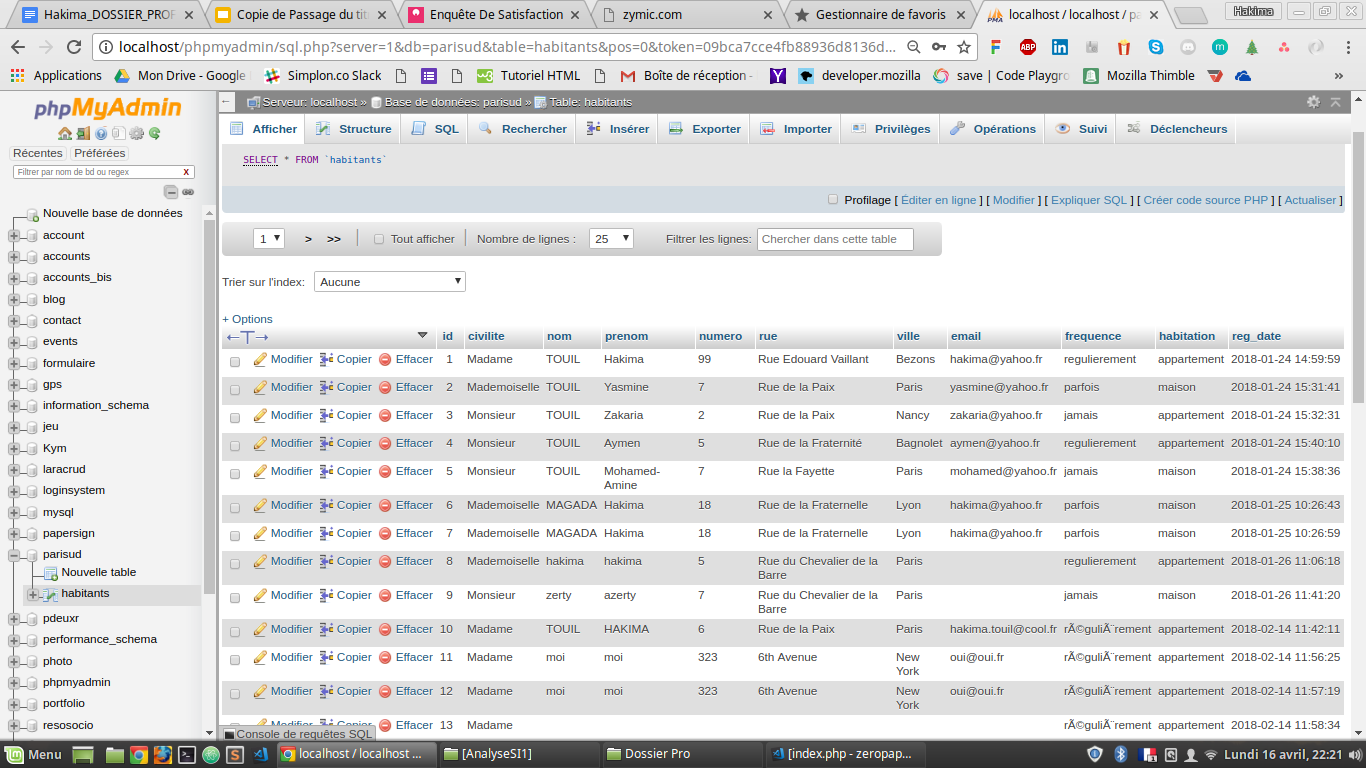 Hakima_DOSSIER_PROF
Copie de Passage du titr
Enquête De Satisfaction
zymic.com
Gestionnaire de favoris
localhost / localhost / pa
Hakima
localhost/phpmyadmin/sql.php?server=1&db=parisud&table=habitants&pos=0&token=09bca7cce4fb88936d8136d...
Applications
Mon Drive - Google
Simplon.co Slack
Tutoriel HTML
Boîte de réception -
developer.mozilla
save | Code Playgro
Mozilla Thimble
»
phpMyAdmin
Récentes
Préférées
Filtrer par nom de bd ou regex
X
Nouvelle base de données
account
accounts
accounts_bis
blog
contact
events
formulaire
gps
information_schema
jeu
Kym
laracrud
loginsystem
mysql
papersign
parisud
Nouvelle table
habitants
pdeuxr
performance_schema
photo
phpmyadmin
portfolio
resosocio
Serveur: localhost » Base de données: parisud » Table: habitants
Afficher
Structure
SQL
Rechercher
Insérer
Exporter
Importer
Privilèges
Opérations
Suivi
Déclencheurs
SELECT * FROM `habitants`
Profilage [ Éditer en ligne ] [ Modifier ] [ Expliquer SQL ] [ Créer code source PHP ] [ Actualiser ]
1 > >> Tout afficher Nombre de lignes : 25 Filtrer les lignes: Chercher dans cette table
Trier sur l'index: Aucune
+ Options
←T→ id civilite nom prenom numero rue ville email frequence habitation reg_date
Modifier Copier Effacer 1 Madame TOUIL Hakima 99 Rue Edouard Vaillant Bezons hakima@yahoo.fr regulierement appartement 2018-01-24 14:59:59
Modifier Copier Effacer 2 Mademoiselle TOUIL Yasmine 7 Rue de la Paix Paris yasmine@yahoo.fr parfois maison 2018-01-24 15:31:41
Modifier Copier Effacer 3 Monsieur TOUIL Zakaria 2 Rue de la Paix Nancy zakaria@yahoo.fr jamais appartement 2018-01-24 15:32:31
Modifier Copier Effacer 4 Monsieur TOUIL Aymen 5 Rue de la Fraternité Bagnolet aymen@yahoo.fr regulierement appartement 2018-01-24 15:40:10
Modifier Copier Effacer 5 Monsieur TOUIL Mohamed- 7 Rue la Fayette Paris mohamed@yahoo.fr jamais maison 2018-01-24 15:38:36
Amine
Modifier Copier Effacer 6 Mademoiselle MAGADA Hakima 18 Rue de la Fraternelle Lyon hakima@yahoo.fr parfois maison 2018-01-25 10:26:43
Modifier Copier Effacer 7 Mademoiselle MAGADA Hakima 18 Rue de la Fraternelle Lyon hakima@yahoo.fr parfois maison 2018-01-25 10:26:59
Modifier Copier Effacer 8 Mademoiselle hakima hakima 5 Rue du Chevalier de la Paris regulierement appartement 2018-01-26 11:06:18
Barre
Modifier Copier Effacer 9 Monsieur zerty azerty 7 Rue du Chevalier de la Paris jamais maison 2018-01-26 11:41:20
Barre
Modifier Copier Effacer 10 Madame TOUIL HAKIMA 6 Rue de la Paix Paris hakima.touil@cool.fr rÃ©guliÃ¨rement appartement 2018-02-14 11:42:11
Modifier Copier Effacer 11 Madame moi moi 323 6th Avenue New oui@oui.fr rÃ©guliÃ¨rement appartement 2018-02-14 11:56:25
York
Modifier Copier Effacer 12 Madame moi moi 323 6th Avenue New oui@oui.fr rÃ©guliÃ¨rement appartement 2018-02-14 11:57:19
York
Modifier Copier Effacer 13 Madame rÃ©guliÃ¨rement appartement 2018-02-14 11:58:34
Console de requêtes SQL
Menu
localhost / localhost ...
[AnalyseSI1]
Dossier Pro
[index.php - zeropap...
Lundi 16 avril, 22:21